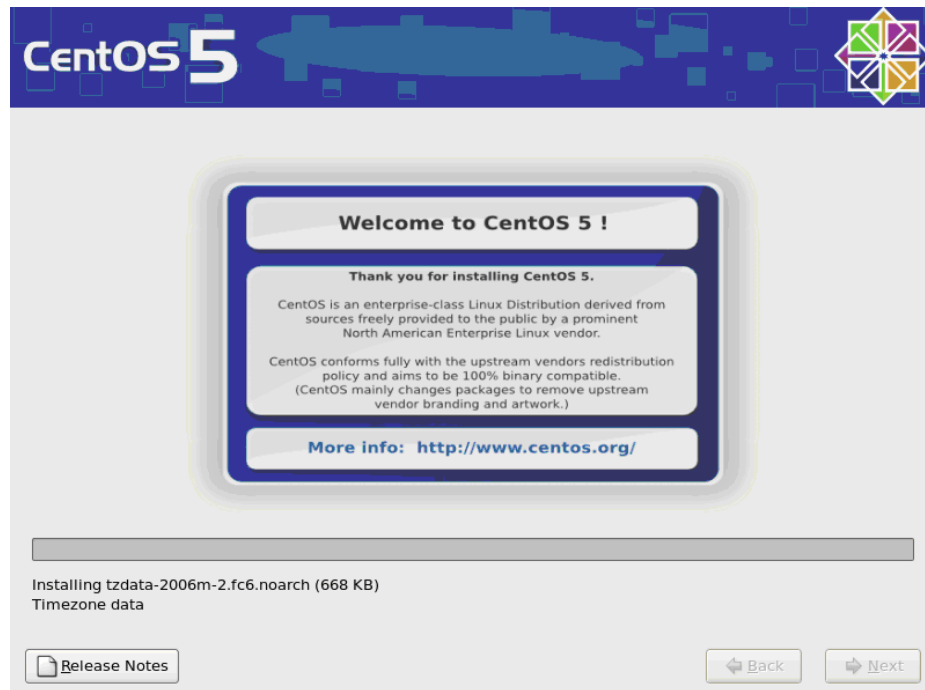 CentOS 5
Welcome to CentOS 5 !
Thank you for installing CentOS 5.
CentOS is an enterprise-class Linux Distribution derived from
sources freely provided to the public by a prominent
North American Enterprise Linux vendor.
CentOS conforms fully with the upstream vendors redistribution
policy and aims to be 100% binary compatible.
(CentOS mainly changes packages to remove upstream
vendor branding and artwork.)
More info: http://www.centos.org/
Installing tzdata-2006m-2.fc6.noarch (668 KB)
Timezone data
Release Notes
Back
Next